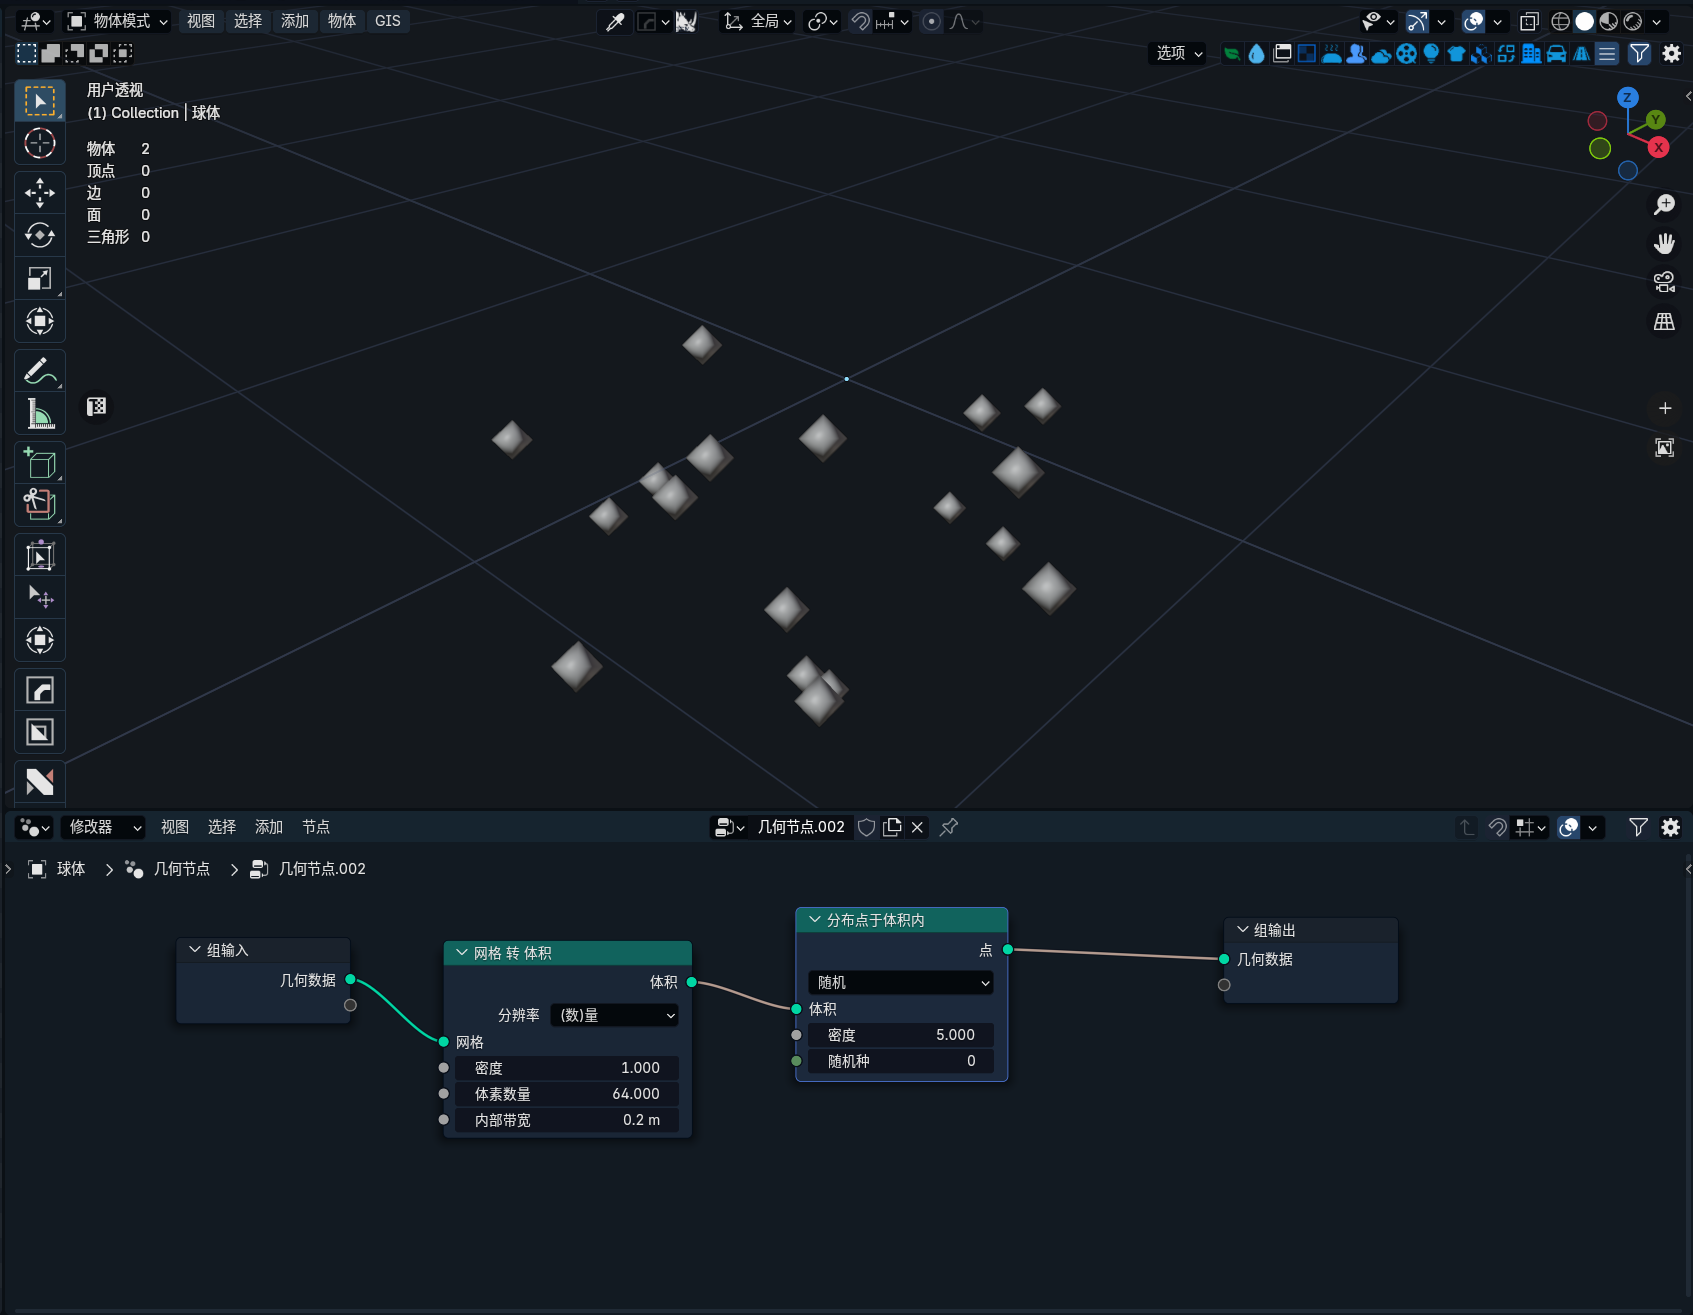 物体模式 视图 选择 添加 物体 GIS 全局
选项
用户透视
(1) Collection | 球体
物体 2
顶点 0
边 0
面 0
三角形 0
Z
Y
X
修改器 视图 选择 添加 节点 几何节点.002
球体 几何节点 几何节点.002
组输入
几何数据
网格 转 体积
体积
分辨率 (数)量
网格
密度 1.000
体素数量 64.000
内部带宽 0.2 m
分布点于体积内
点
随机
体积
密度 5.000
随机种 0
组输出
几何数据